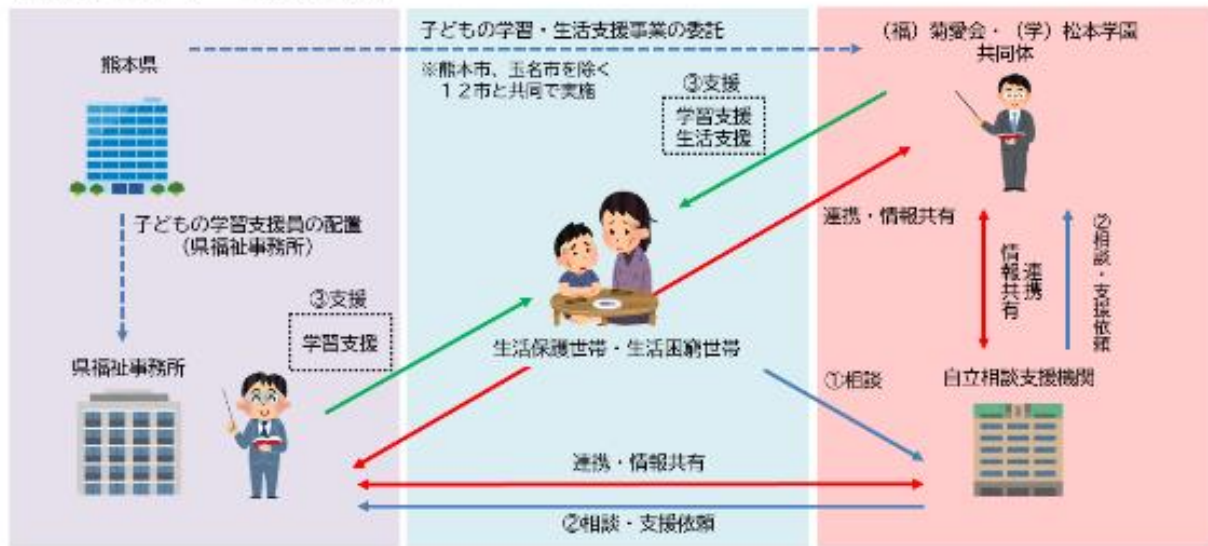 子どもの学習・生活支援事業の委託
※熊本市、玉名市を除く
１２市と共同で実施
熊本県
子どもの学習支援員の配置
（県福祉事務所）
③支援
学習支援
県福祉事務所
③支援
学習支援
生活支援
生活保護世帯・生活困窮世帯
連携・情報共有
②相談・支援依頼
（福）菊愛会・（学）松本学園
共同体
連携・情報共有
連携
情報共有
②相談・支援依頼
①相談
自立相談支援機関